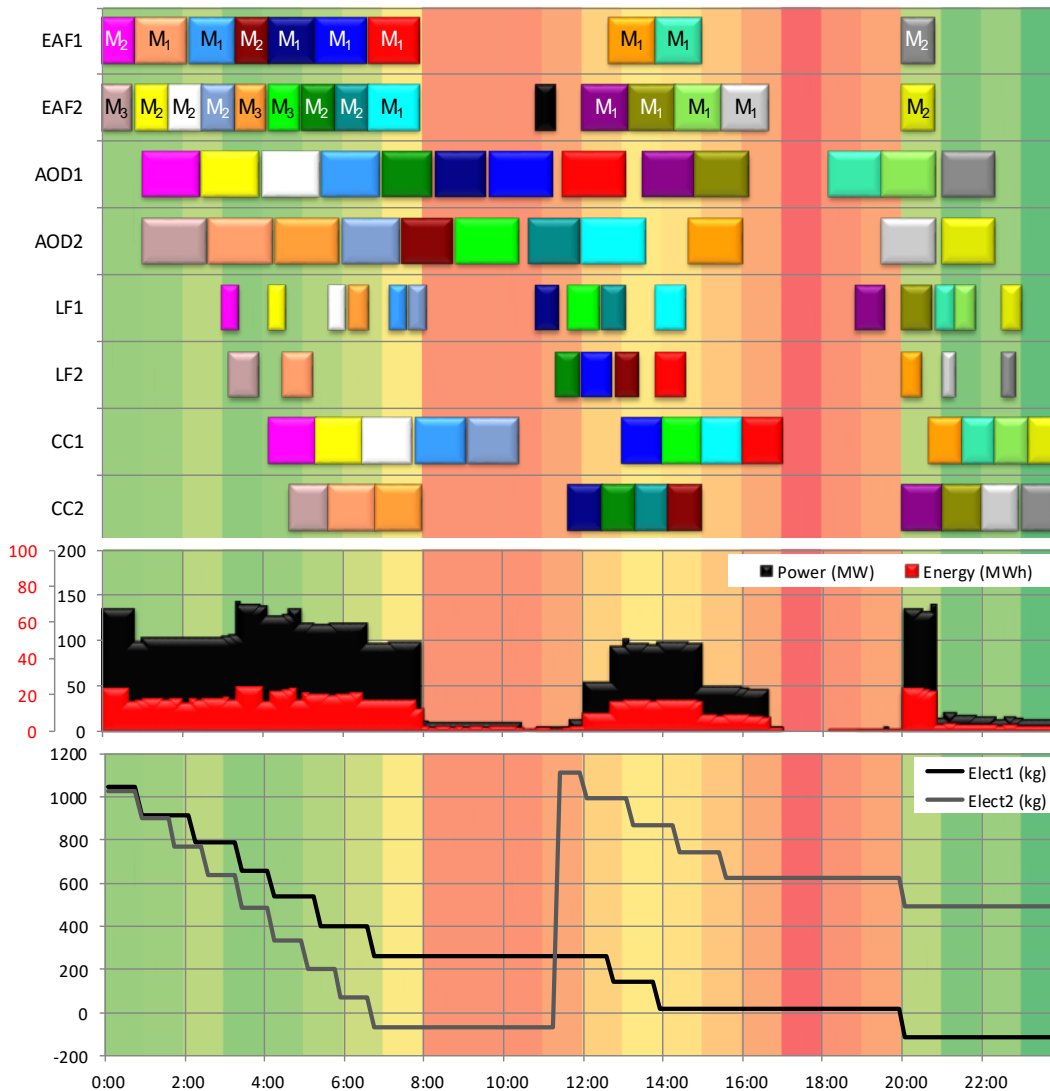 EAF1 M₂ M₁ M₁ M₂ M₁ M₁ M₁ M₁ M₁ M₂
EAF2 M₃ M₂ M₂ M₂ M₃ M₃ M₂ M₂ M₁ M₁ M₁ M₁ M₁ M₂
AOD1
AOD2
LF1
LF2
CC1
CC2
100 200
Power (MW) Energy (MWh)
80 150
60
100
40
50
20
0 0
1200
Elect1 (kg)
1000
Elect2 (kg)
800
600
400
200
0
-200
0:00 2:00 4:00 6:00 8:00 10:00 12:00 14:00 16:00 18:00 20:00 22:00